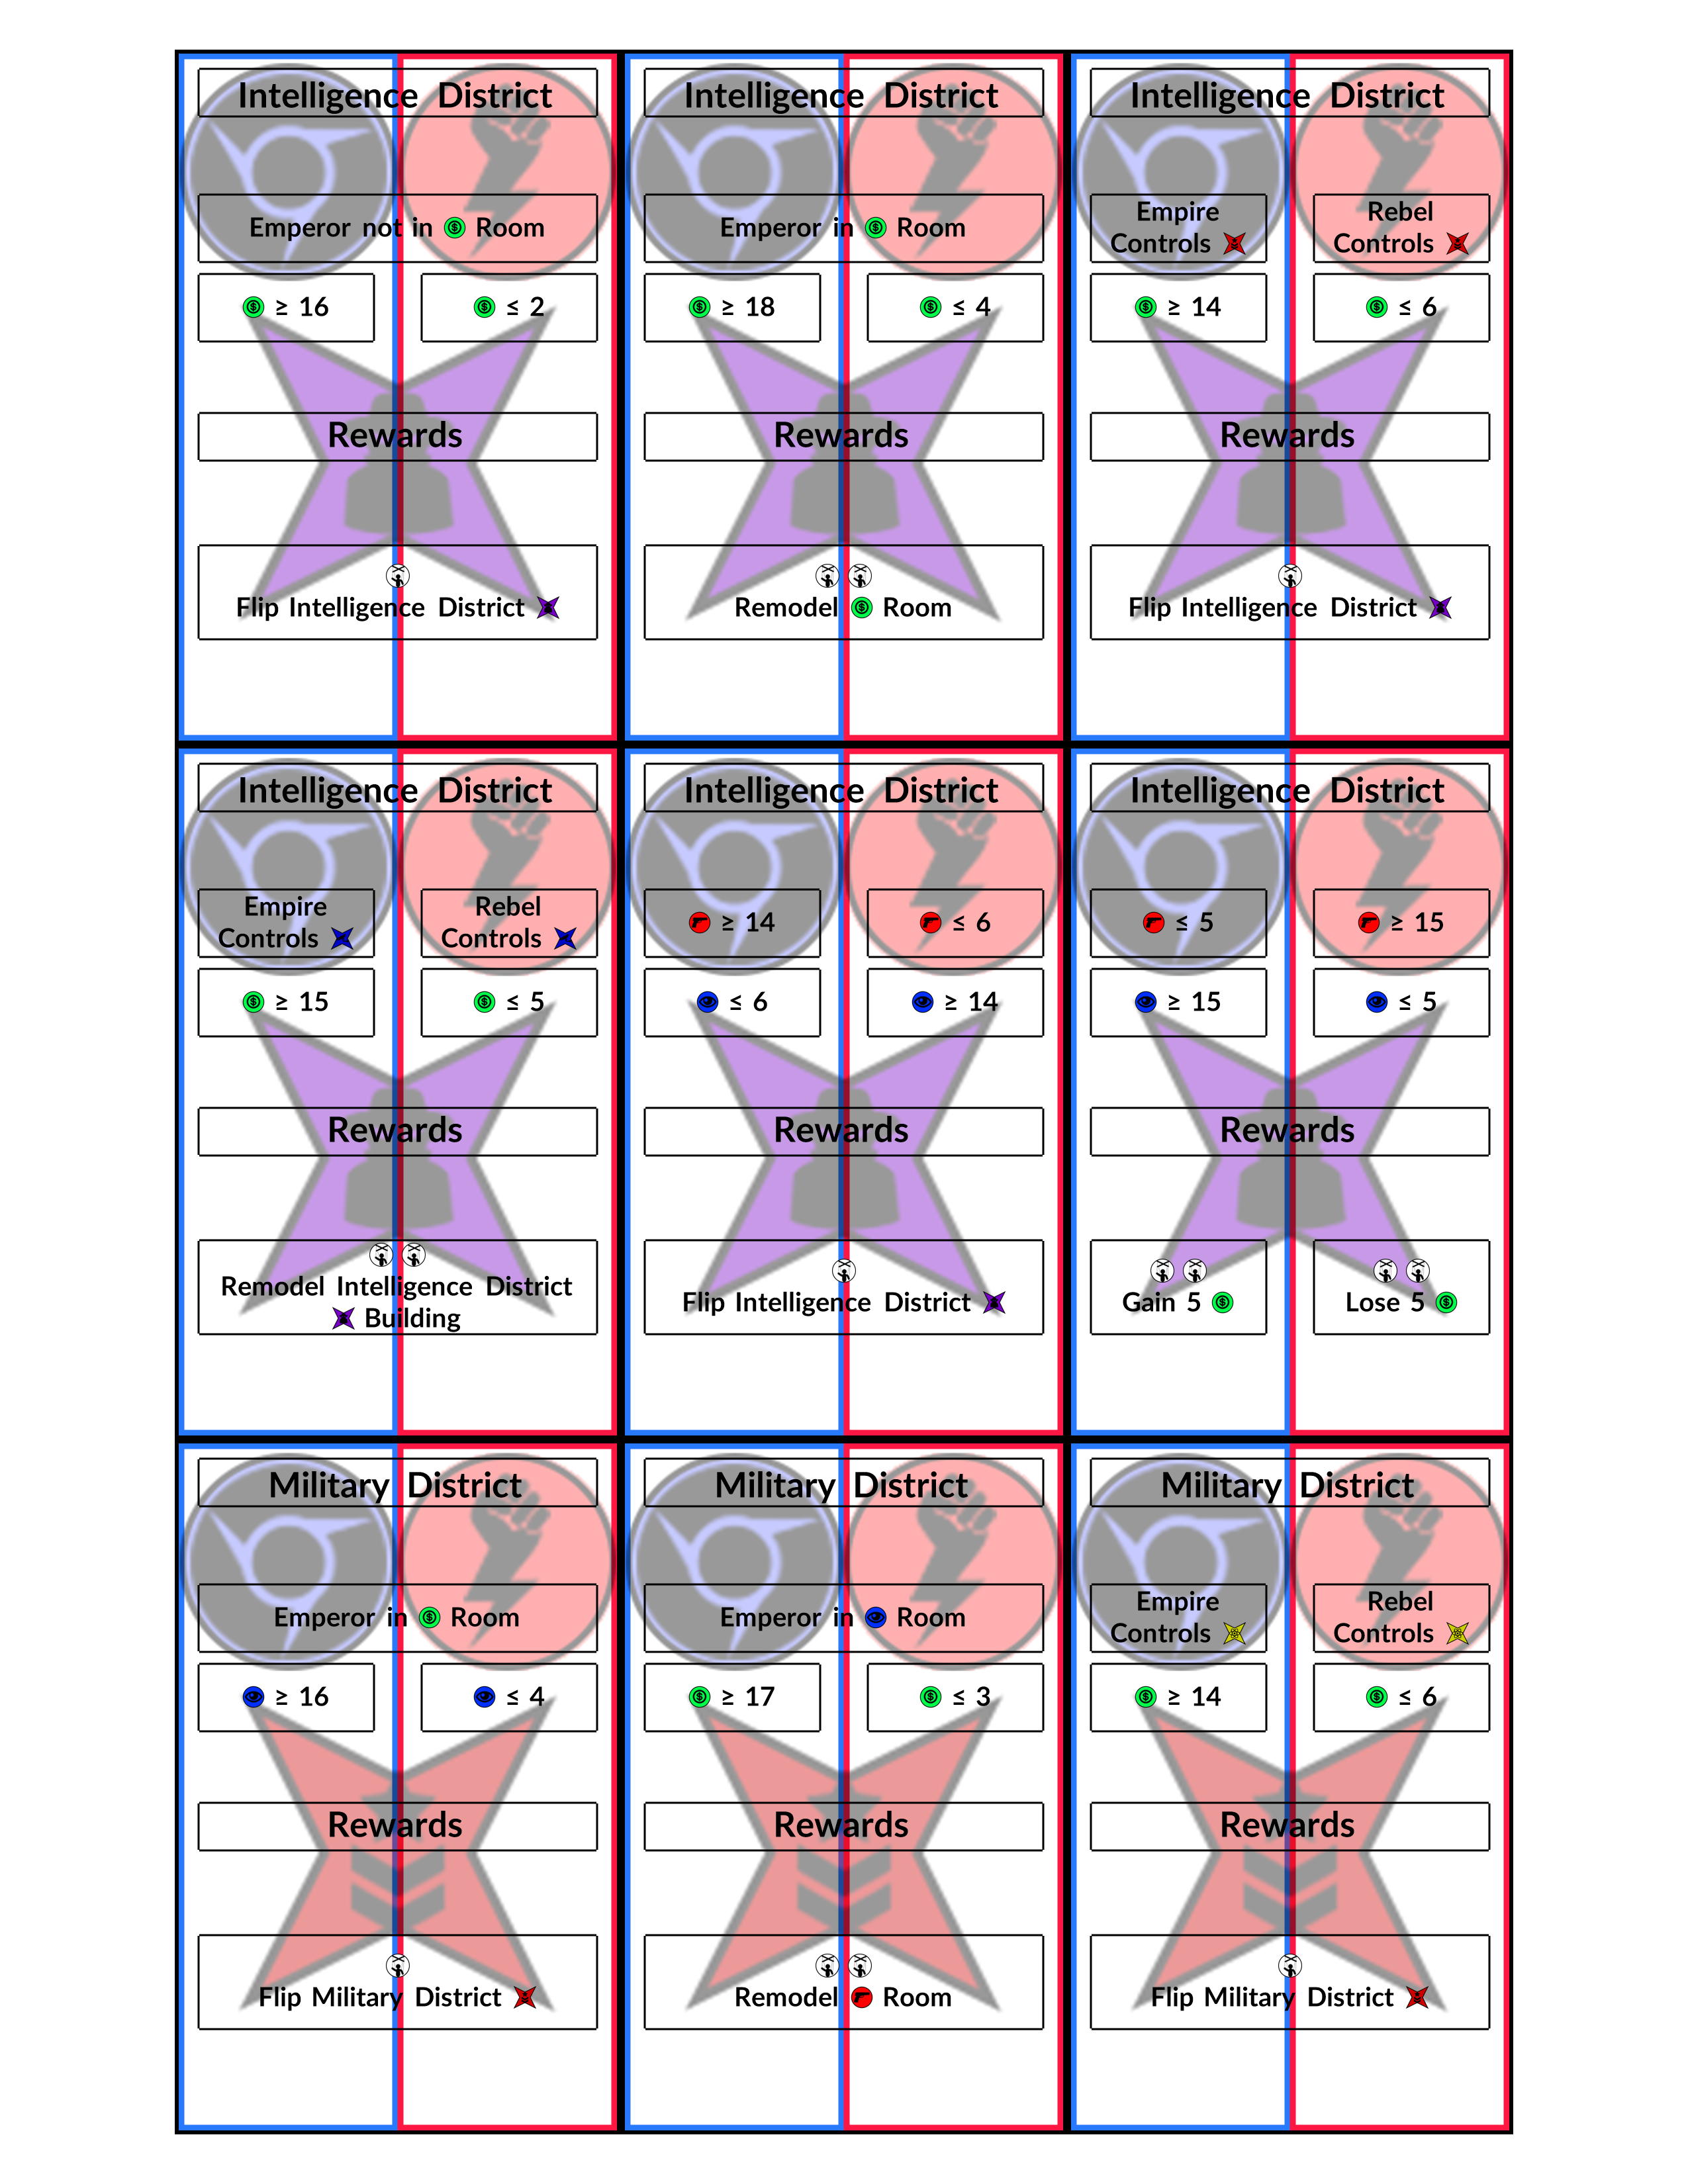 Intelligence District
Emperor not in $ Room
$ ≥ 16
$ ≤ 2
Rewards
Flip Intelligence District
Intelligence District
Emperor in $ Room
$ ≥ 18
$ ≤ 4
Rewards
Remodel $ Room
Intelligence District
Empire
Controls
Rebel
Controls
$ ≥ 14
$ ≤ 6
Rewards
Flip Intelligence District
Intelligence District
Empire
Controls
Rebel
Controls
$ ≥ 15
$ ≤ 5
Rewards
Remodel Intelligence District
Building
Intelligence District
≥ 14
≤ 6
≤ 6
≥ 14
Rewards
Flip Intelligence District
Intelligence District
≤ 5
≥ 15
≥ 15
≤ 5
Rewards
Gain 5 $
Lose 5 $
Military District
Emperor in $ Room
≥ 16
≤ 4
Rewards
Flip Military District
Military District
Emperor in Room
$ ≥ 17
$ ≤ 3
Rewards
Remodel Room
Military District
Empire
Controls
Rebel
Controls
$ ≥ 14
$ ≤ 6
Rewards
Flip Military District